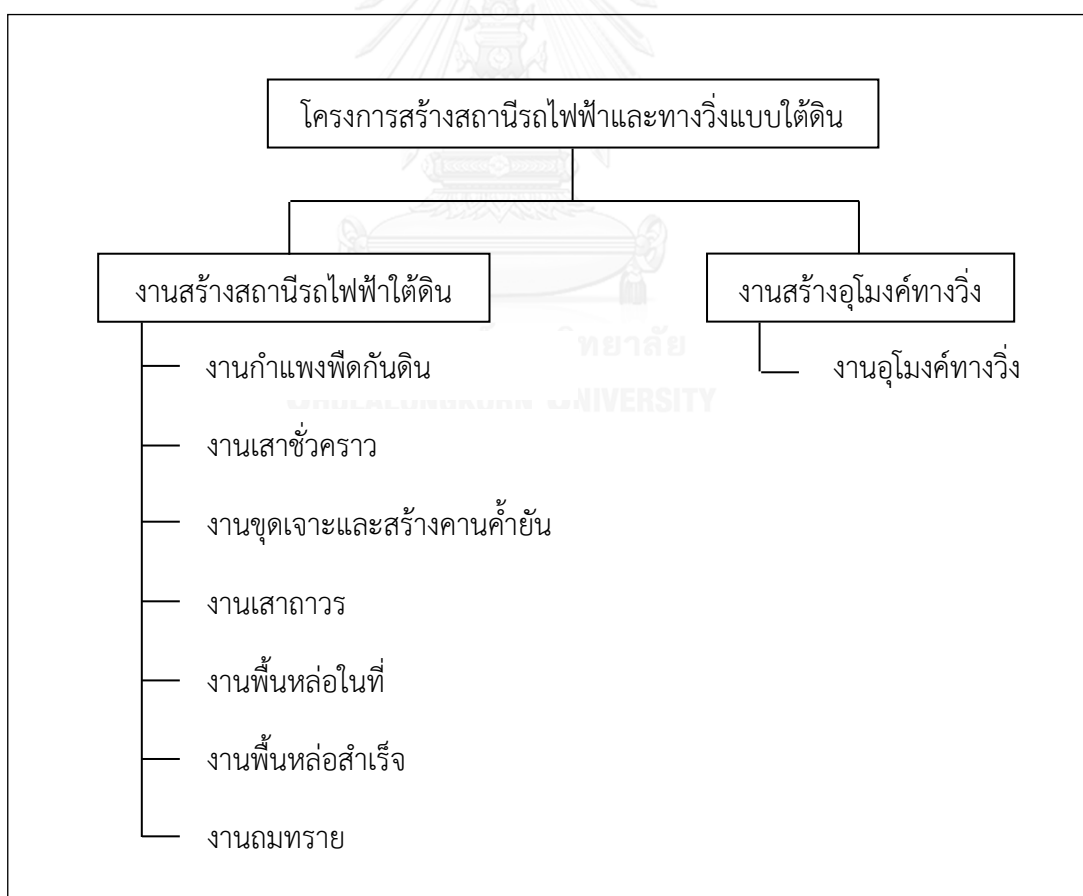 โครงการสร้างสถานีรถไฟฟ้าและทางวิ่งแบบใต้ดิน
งานสร้างสถานีรถไฟฟ้าใต้ดิน
งานสร้างอุโมงค์ทางวิ่ง
งานกำแพงพืดกันดิน
งานอุโมงค์ทางวิ่ง
งานเสาชั่วคราว
งานขุดเจาะและสร้างคานค้ำยัน
งานเสาถาวร
งานพื้นหล่อในที่
งานพื้นหล่อสำเร็จ
งานถมทราย